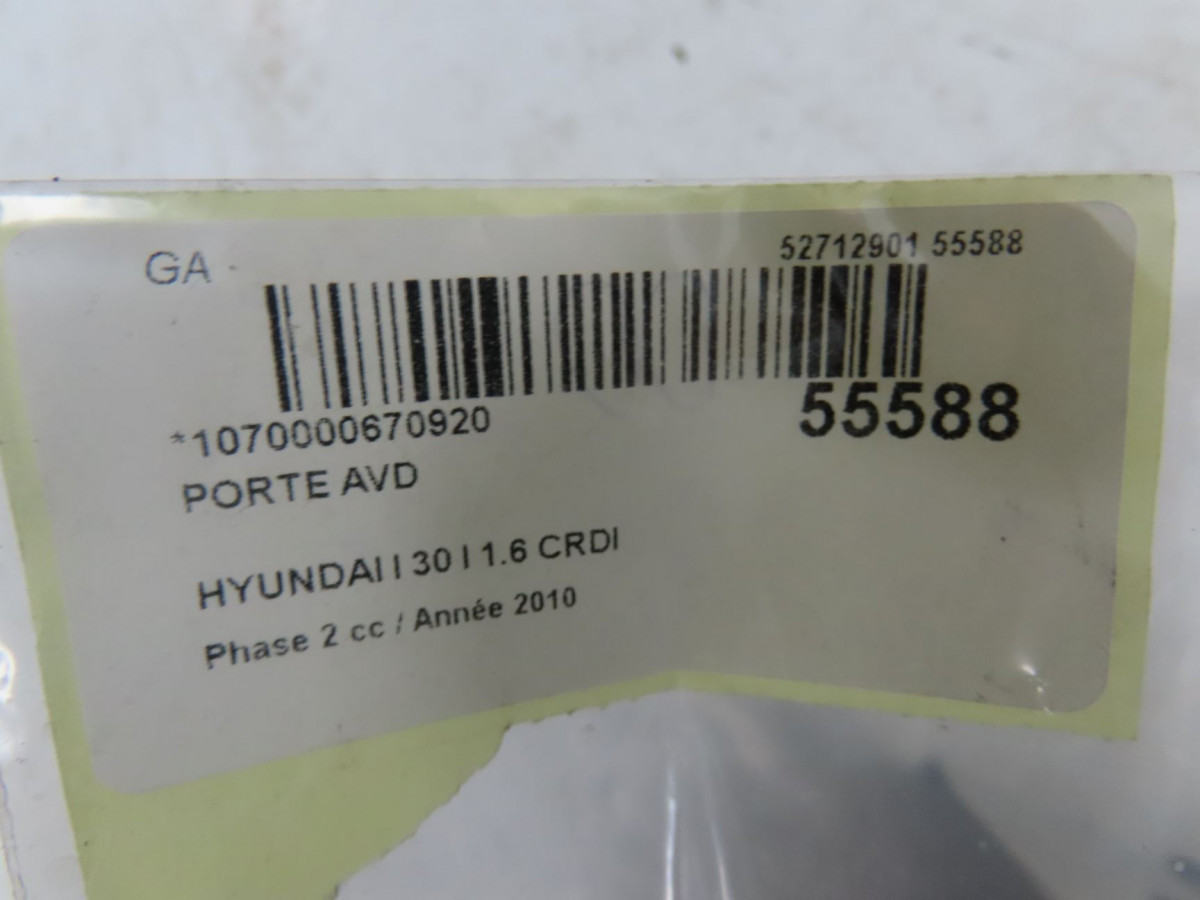 GA
52712901 55588
*1070000670920
55588
PORTE AVD
HYUNDAI I 30 I 1.6 CRDI
Phase 2 cc / Année 2010